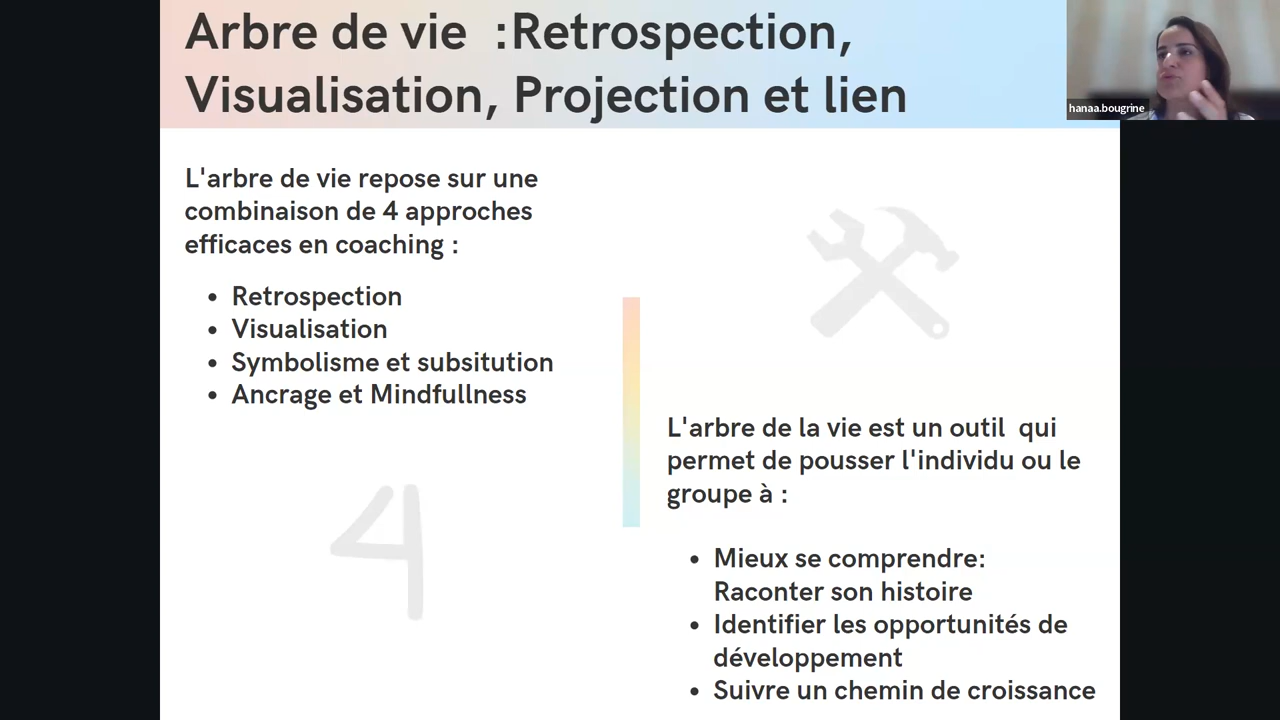 Arbre de vie  :Retrospection,
Visualisation, Projection et lien
hanaa.bougrine
L'arbre de vie repose sur une
combinaison de 4 approches
efficaces en coaching :
• Retrospection
• Visualisation
• Symbolisme et subsitution
• Ancrage et Mindfullness
4
L'arbre de la vie est un outil  qui
permet de pousser l'individu ou le
groupe à :
• Mieux se comprendre:
Raconter son histoire
• Identifier les opportunités de
développement
• Suivre un chemin de croissance